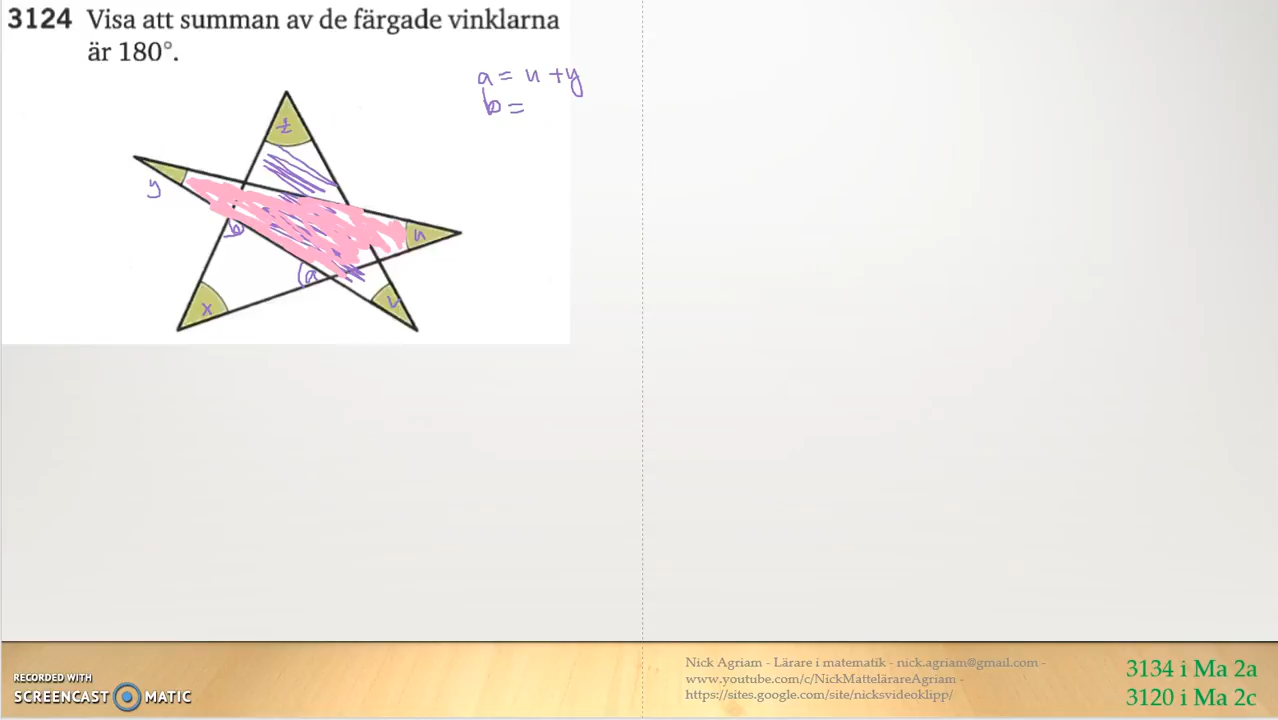 3124 Visa att summan av de färgade vinklarna
är 180°.
a = u + y
b =
z
y
b
u
a
x
v
RECORDED WITH
SCREENCAST MATIC
Nick Agriam - Lärare i matematik - nick.agriam@gmail.com -
www.youtube.com/c/NickMattelärareAgriam -
https://sites.google.com/site/nicksvideoklipp/
3134 i Ma 2a
3120 i Ma 2c